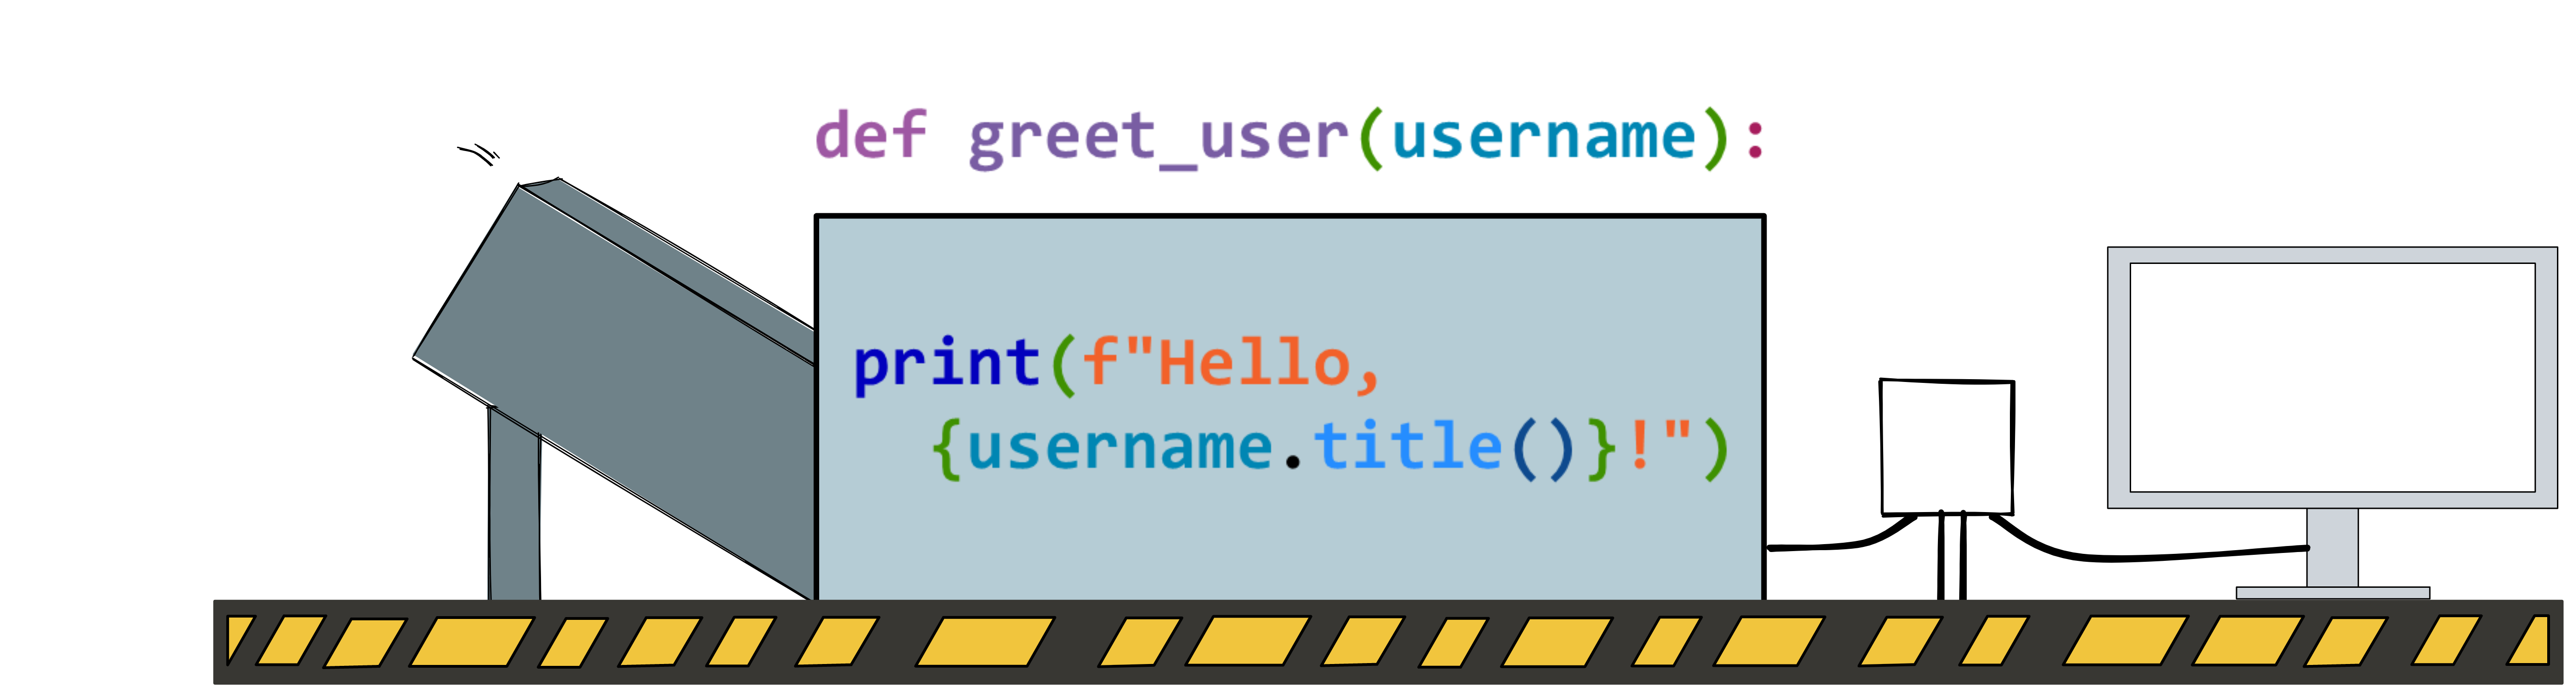 def greet_user(username):
print(f"Hello,
{username.title()}!")